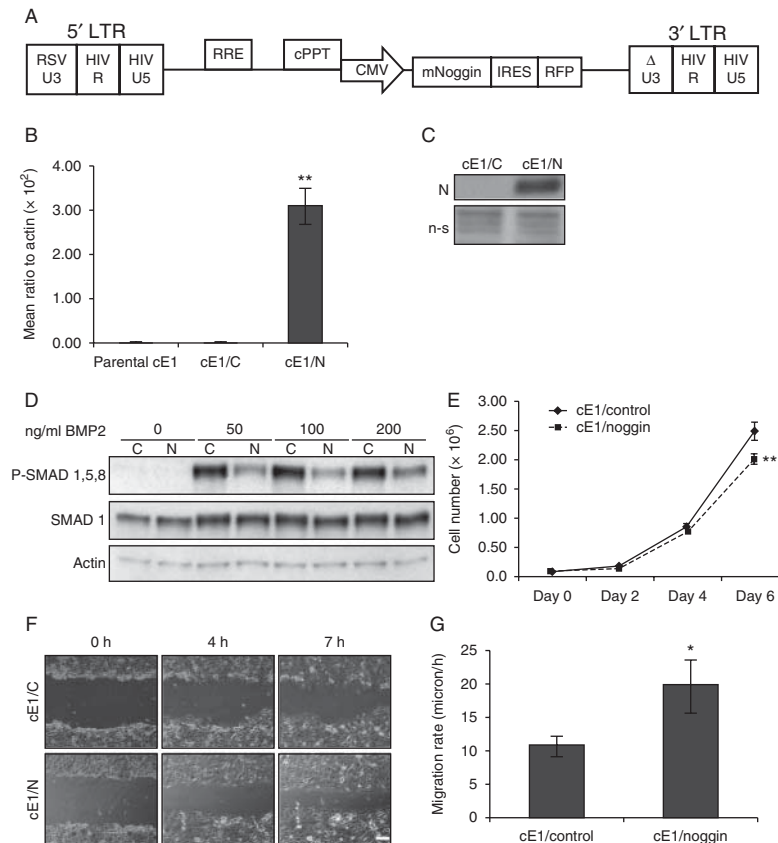 A
5′ LTR
3′ LTR
RSV U3
HIV R
HIV U5
RRE
cPPT
CMV
mNoggin
IRES
RFP
Δ U3
HIV R
HIV U5
B
Mean ratio to actin (× 10²)
4.00
3.00
2.00
1.00
0.00
**
Parental cE1
cE1/C
cE1/N
C
cE1/C cE1/N
N
n-s
D
ng/ml BMP2
0 50 100 200
C N C N C N C N
P-SMAD 1,5,8
SMAD 1
Actin
E
Cell number (× 10⁶)
3.00
2.50
2.00
1.50
1.00
0.50
0.00
cE1/control
cE1/noggin
**
Day 0 Day 2 Day 4 Day 6
F
0 h 4 h 7 h
cE1/C
cE1/N
G
Migration rate (micron/h)
25
20
15
10
5
0
*
cE1/control
cE1/noggin